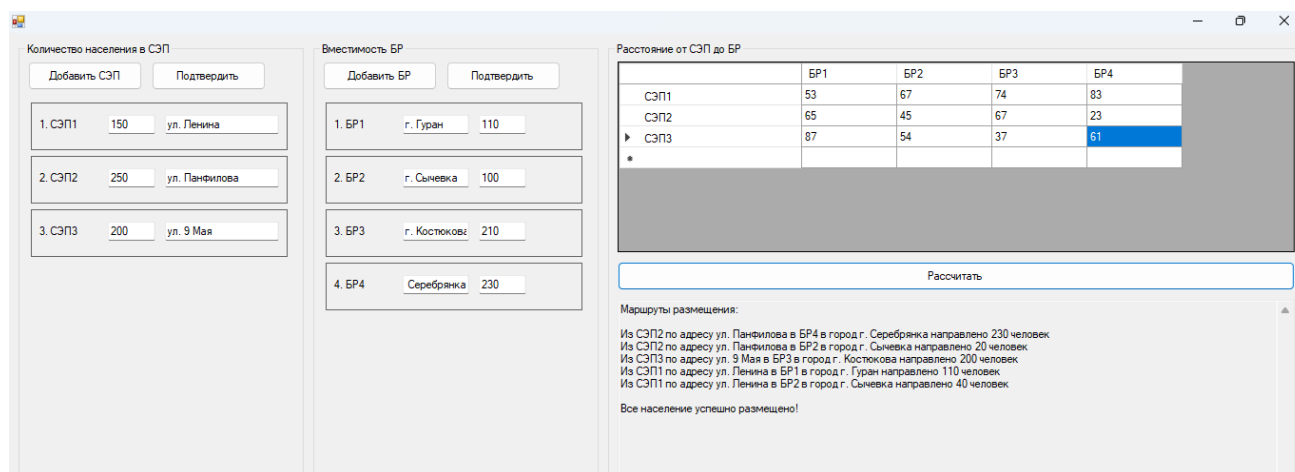 Количество населения в СЭП
Добавить СЭП Подтвердить
1. СЭП1 150 ул. Ленина
2. СЭП2 250 ул. Панфилова
3. СЭП3 200 ул. 9 Мая
Вместимость БР
Добавить БР Подтвердить
1. БР1 г. Гуран 110
2. БР2 г. Сычевка 100
3. БР3 г. Костюкова 210
4. БР4 Серебрянка 230
Расстояние от СЭП до БР
БР1 БР2 БР3 БР4
СЭП1 53 67 74 83
СЭП2 65 45 67 23
СЭП3 87 54 37 61
Рассчитать
Маршруты размещения:
Из СЭП2 по адресу ул. Панфилова в БР4 в город г. Серебрянка направлено 230 человек
Из СЭП2 по адресу ул. Панфилова в БР2 в город г. Сычевка направлено 20 человек
Из СЭП3 по адресу ул. 9 Мая в БР3 в город г. Костюкова направлено 200 человек
Из СЭП1 по адресу ул. Ленина в БР1 в город г. Гуран направлено 110 человек
Из СЭП1 по адресу ул. Ленина в БР2 в город г. Сычевка направлено 40 человек
Все население успешно размещено!